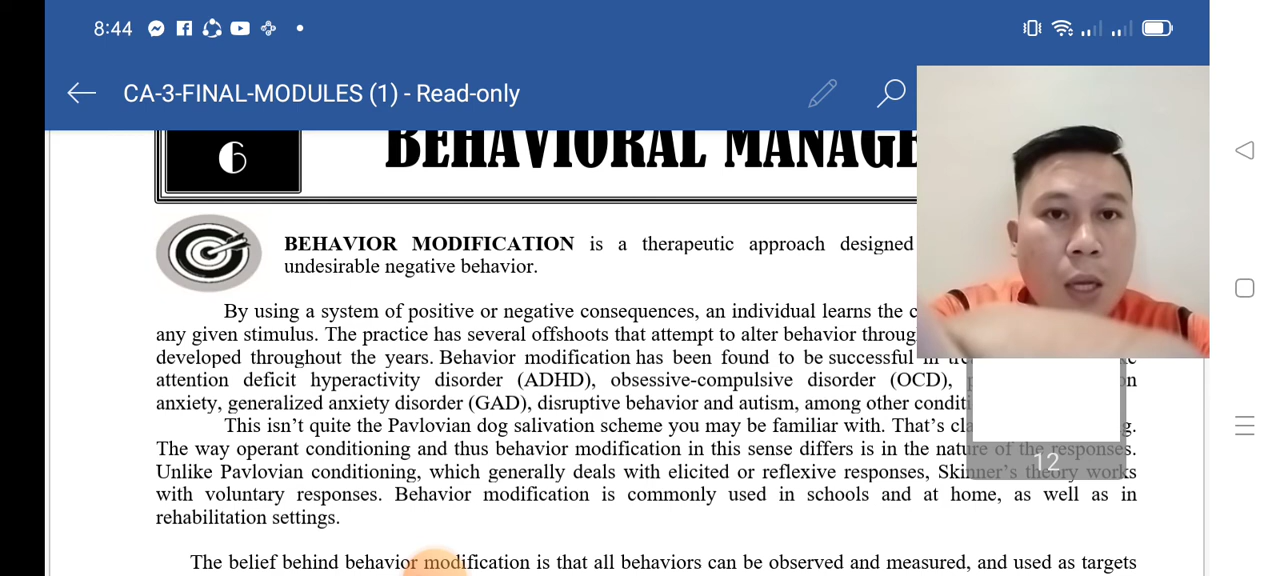 8:44
CA-3-FINAL-MODULES (1) - Read-only
6
BEHAVIORAL
BEHAVIOR MODIFICATION is a therapeutic approach designed
undesirable negative behavior.
By using a system of positive or negative consequences, an individual learns the
any given stimulus. The practice has several offshoots that attempt to alter behavior
developed throughout the years. Behavior modification has been found to be successful
attention deficit hyperactivity disorder (ADHD), obsessive-compulsive disorder (OCD),
anxiety, generalized anxiety disorder (GAD), disruptive behavior and autism, among other
This isn't quite the Pavlovian dog salivation scheme you may be familiar with. That's
The way operant conditioning and thus behavior modification in this sense differs is in the nature of the responses.
12
Unlike Pavlovian conditioning, which generally deals with elicited or reflexive responses, Skinner's theory works
with voluntary responses. Behavior modification is commonly used in schools and at home, as well as in
rehabilitation settings.
The belief behind behavior modification is that all behaviors can be observed and measured, and used as targets